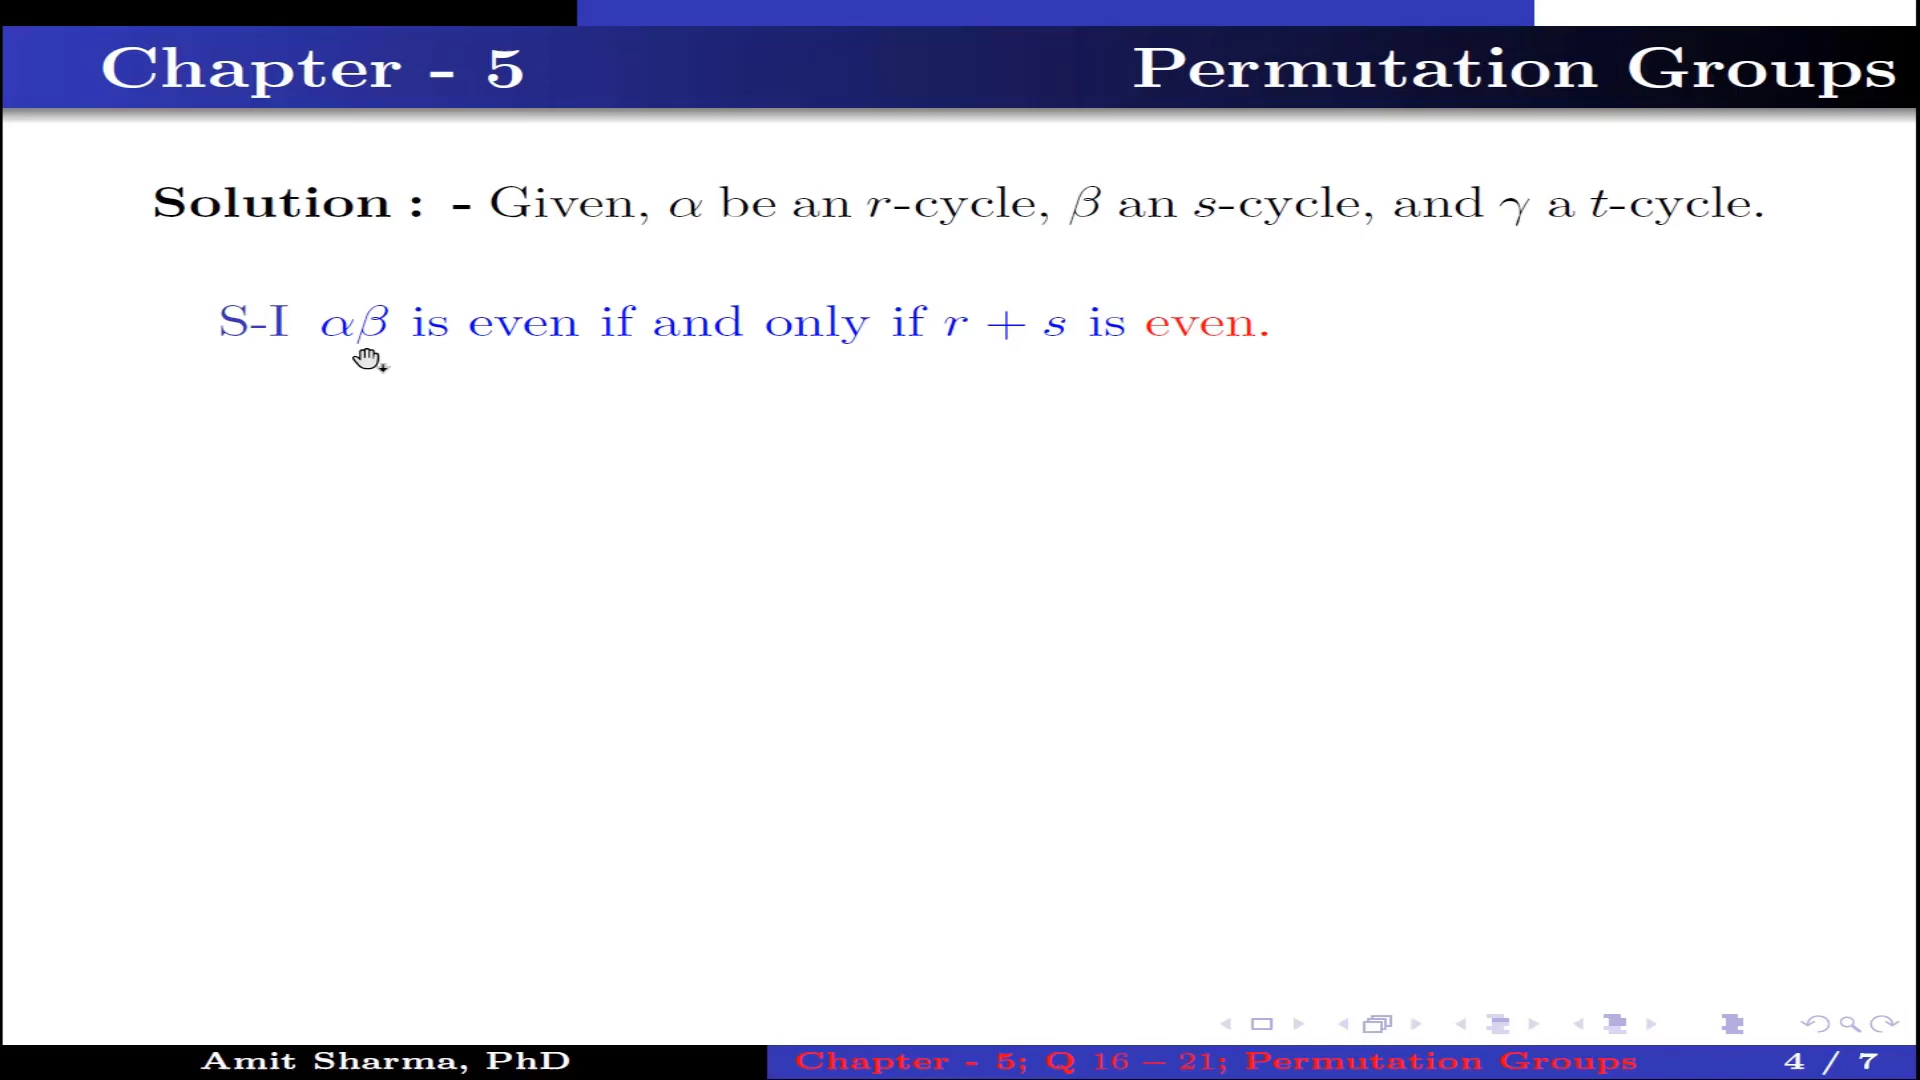 Chapter - 5 Permutation Groups
Solution : - Given, α be an r-cycle, β an s-cycle, and γ a t-cycle.
S-I αβ is even if and only if r + s is even.
Amit Sharma, PhD Chapter - 5; Q 16 – 21; Permutation Groups 4 / 7